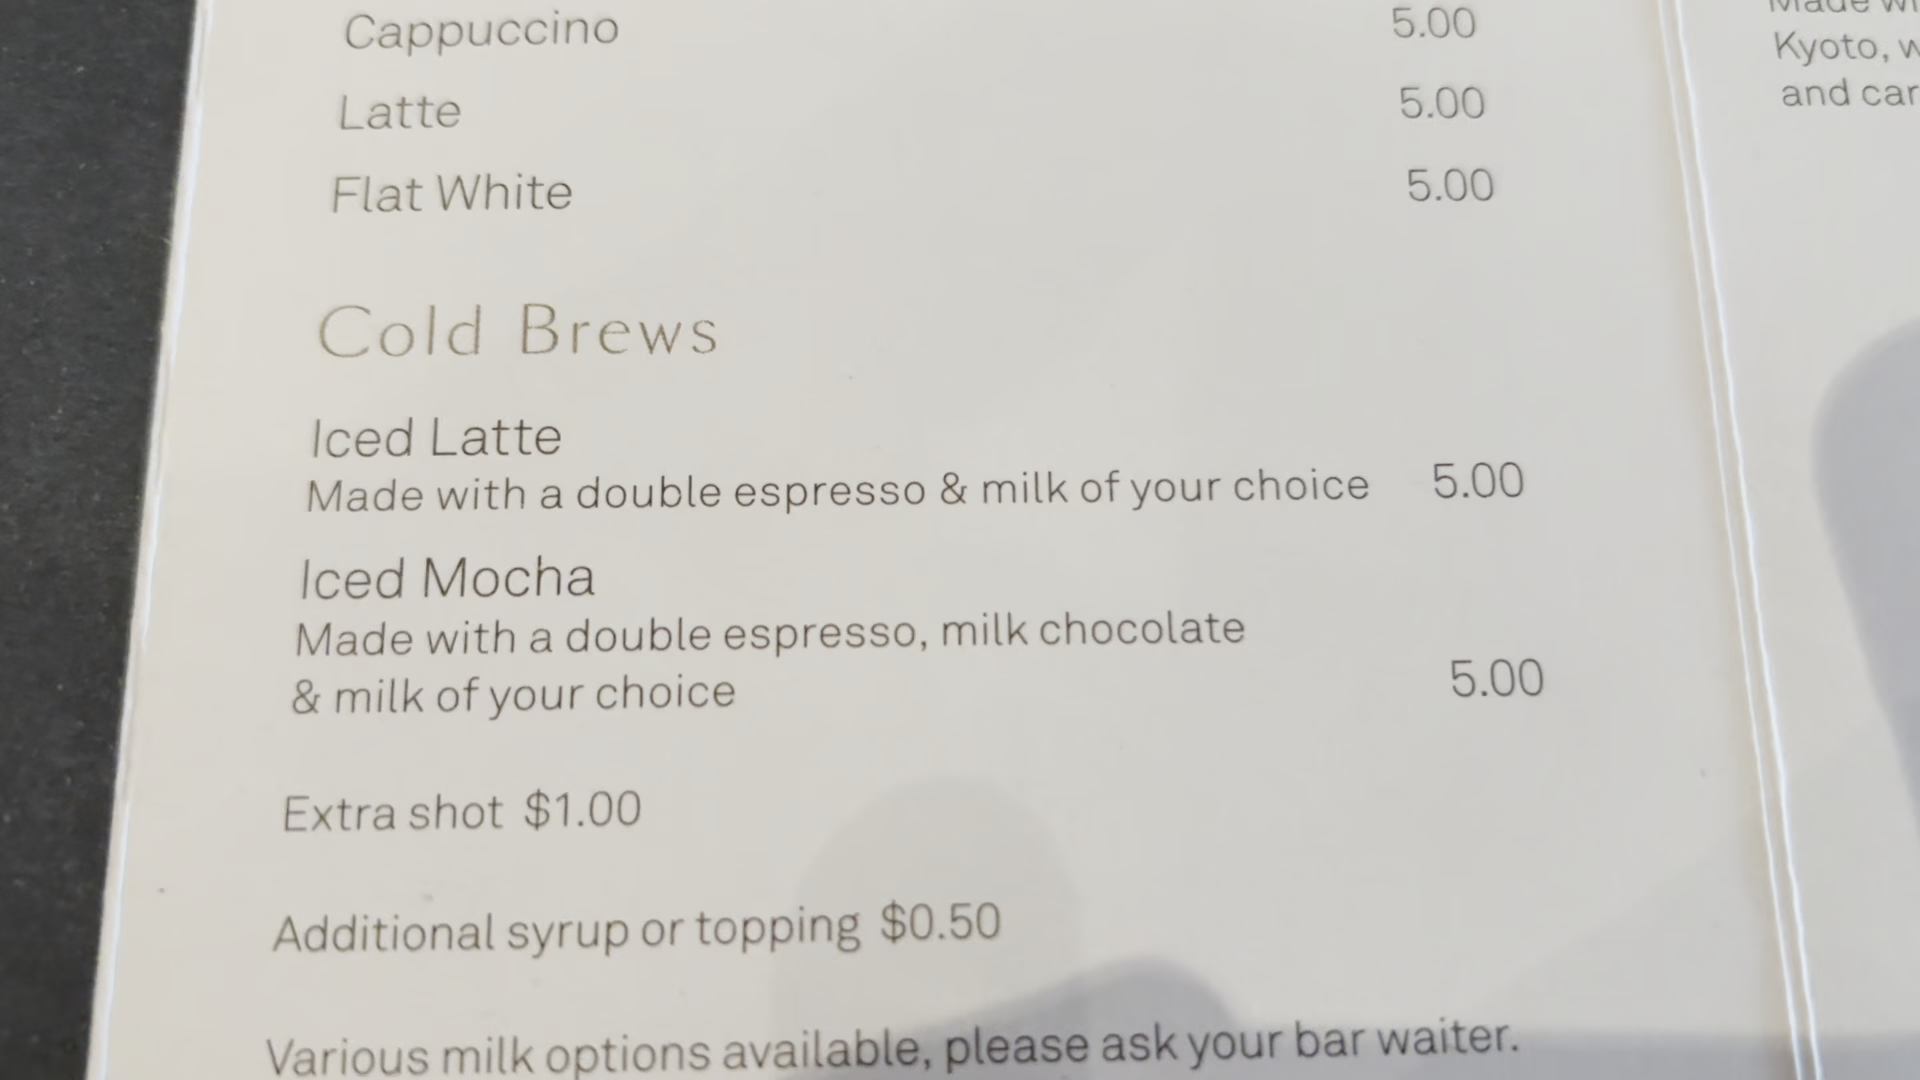 Cappuccino 5.00
Latte 5.00
Flat White 5.00
Cold Brews
Iced Latte
Made with a double espresso & milk of your choice 5.00
Iced Mocha
Made with a double espresso, milk chocolate
& milk of your choice 5.00
Extra shot $1.00
Additional syrup or topping $0.50
Various milk options available, please ask your bar waiter.
Made
Kyoto,
and